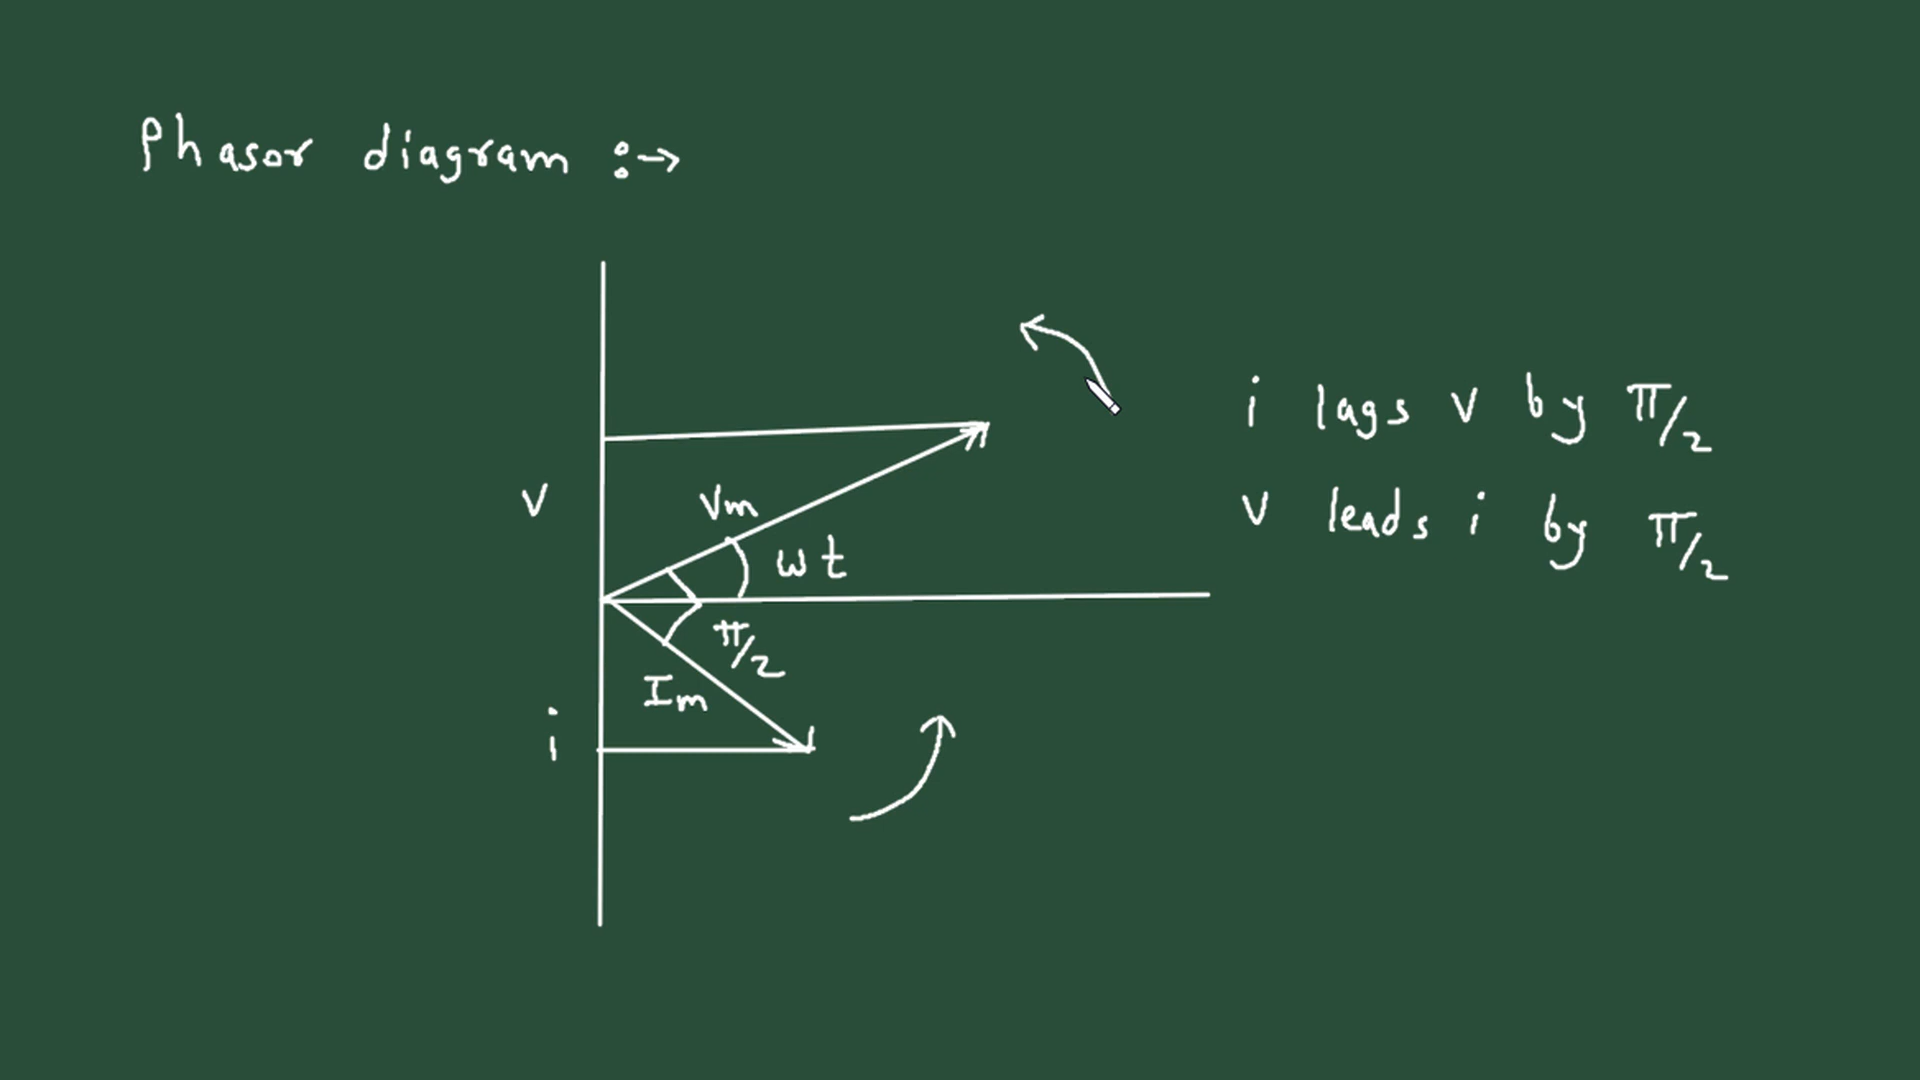 Phasor diagram :→
i lags v by π/2
v leads i by π/2
v
Vm
ωt
π/2
Im
i